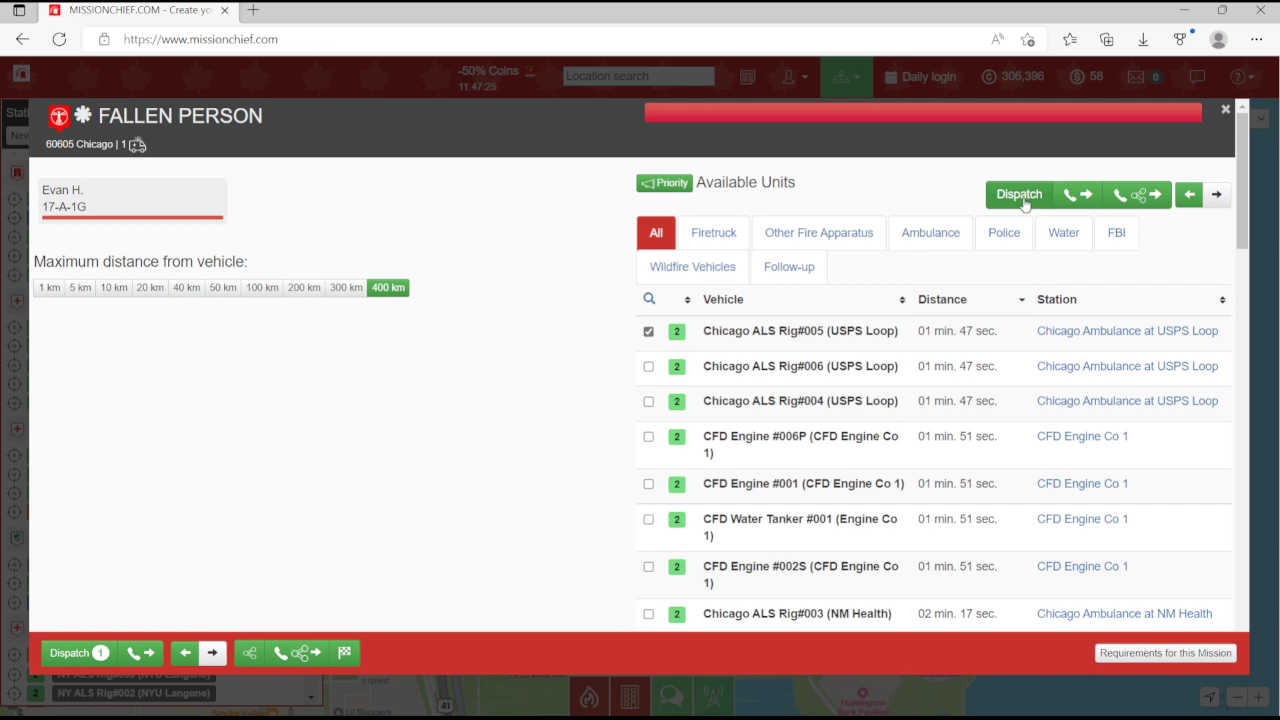 MISSIONCHIEF.COM - Create yo
https://www.missionchief.com
-50% Coins
11:47:25
Location search
Daily login
306,396
58
0
FALLEN PERSON
60605 Chicago | 1
Evan H.
17-A-1G
Maximum distance from vehicle:
1 km 5 km 10 km 20 km 40 km 50 km 100 km 200 km 300 km 400 km
Priority Available Units
Dispatch
All Firetruck Other Fire Apparatus Ambulance Police Water FBI
Wildfire Vehicles Follow-up
Vehicle Distance Station
2 Chicago ALS Rig#005 (USPS Loop) 01 min. 47 sec. Chicago Ambulance at USPS Loop
2 Chicago ALS Rig#006 (USPS Loop) 01 min. 47 sec. Chicago Ambulance at USPS Loop
2 Chicago ALS Rig#004 (USPS Loop) 01 min. 47 sec. Chicago Ambulance at USPS Loop
2 CFD Engine #006P (CFD Engine Co 01 min. 51 sec. CFD Engine Co 1
1)
2 CFD Engine #001 (CFD Engine Co 1) 01 min. 51 sec. CFD Engine Co 1
2 CFD Water Tanker #001 (Engine Co 01 min. 51 sec. CFD Engine Co 1
1)
2 CFD Engine #002S (CFD Engine Co 01 min. 51 sec. CFD Engine Co 1
1)
2 Chicago ALS Rig#003 (NM Health) 02 min. 17 sec. Chicago Ambulance at NM Health
Dispatch 1
Requirements for this Mission
2 NY ALS Rig#002 (NYU Langone)
41